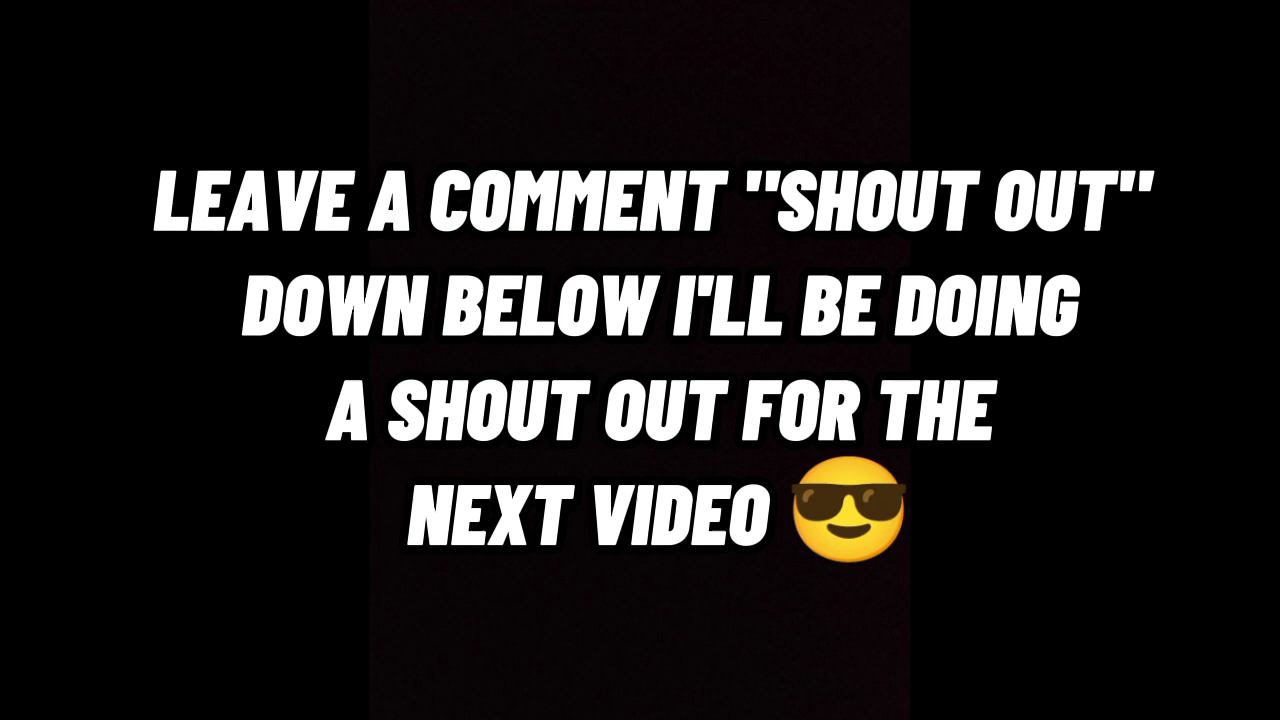 LEAVE A COMMENT "SHOUT OUT"
DOWN BELOW I'LL BE DOING
A SHOUT OUT FOR THE
NEXT VIDEO 😎